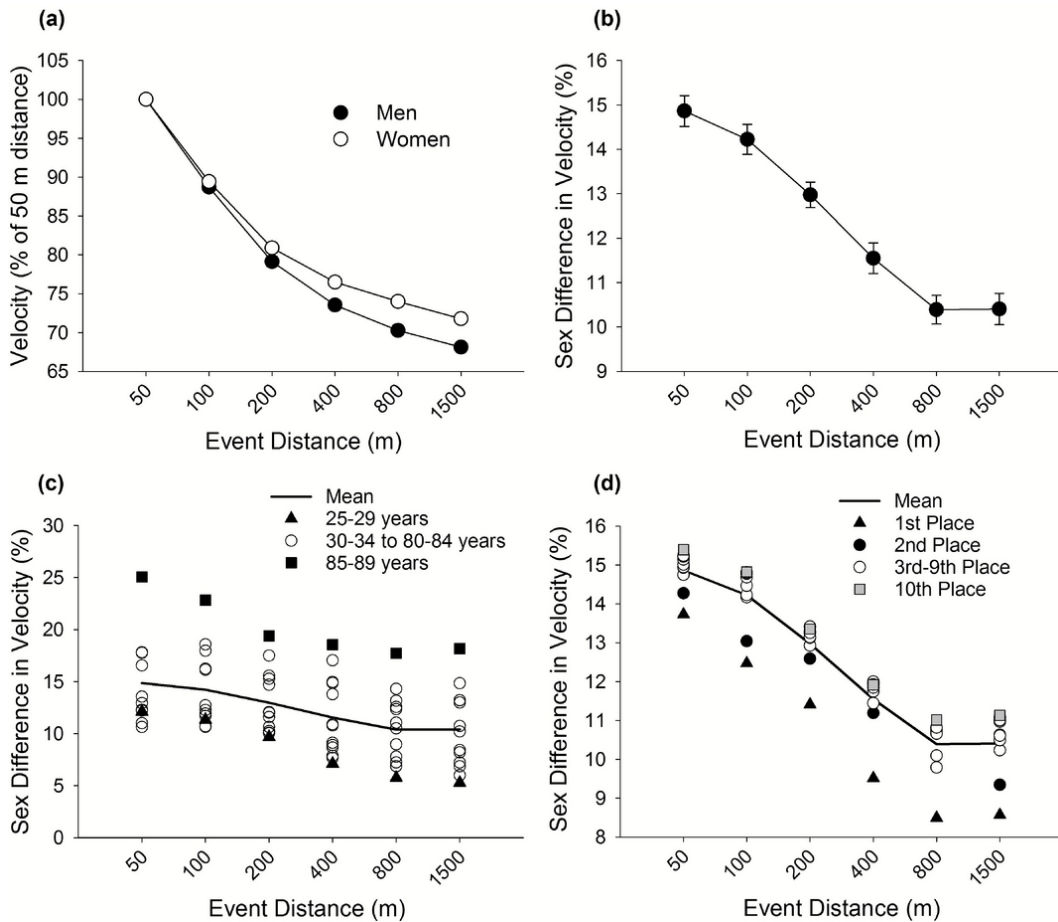 (a)
Velocity (% of 50 m distance)
105
100
95
90
85
80
75
70
65
Men
Women
50
100
200
400
800
1500
Event Distance (m)
(b)
Sex Difference in Velocity (%)
16
15
14
13
12
11
10
9
50
100
200
400
800
1500
Event Distance (m)
(c)
Sex Difference in Velocity (%)
30
25
20
15
10
5
0
Mean
25-29 years
30-34 to 80-84 years
85-89 years
50
100
200
400
800
1500
Event Distance (m)
(d)
Sex Difference in Velocity (%)
16
15
14
13
12
11
10
9
8
Mean
1st Place
2nd Place
3rd-9th Place
10th Place
50
100
200
400
800
1500
Event Distance (m)